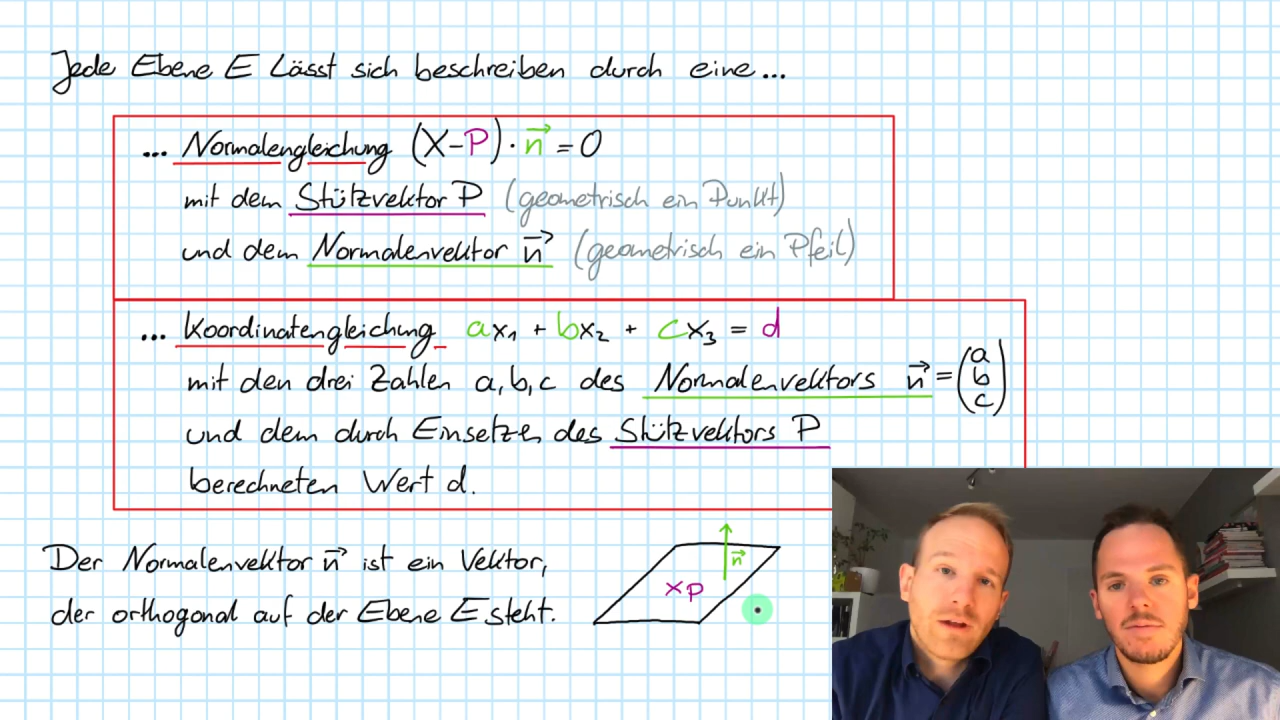 Jede Ebene E lässt sich beschreiben durch eine...
... Normalengleichung (X-P)·n⃗ = 0
mit dem Stützvektor P (geometrisch ein Punkt)
und dem Normalenvektor n⃗ (geometrisch ein Pfeil)
... Koordinatengleichung ax₁ + bx₂ + cx₃ = d
mit den drei Zahlen a, b, c des Normalenvektors n⃗ = (a b c)
und dem durch Einsetzen des Stützvektors P
berechneten Wert d.
Der Normalenvektor n⃗ ist ein Vektor,
der orthogonal auf der Ebene E steht.
n⃗
x P